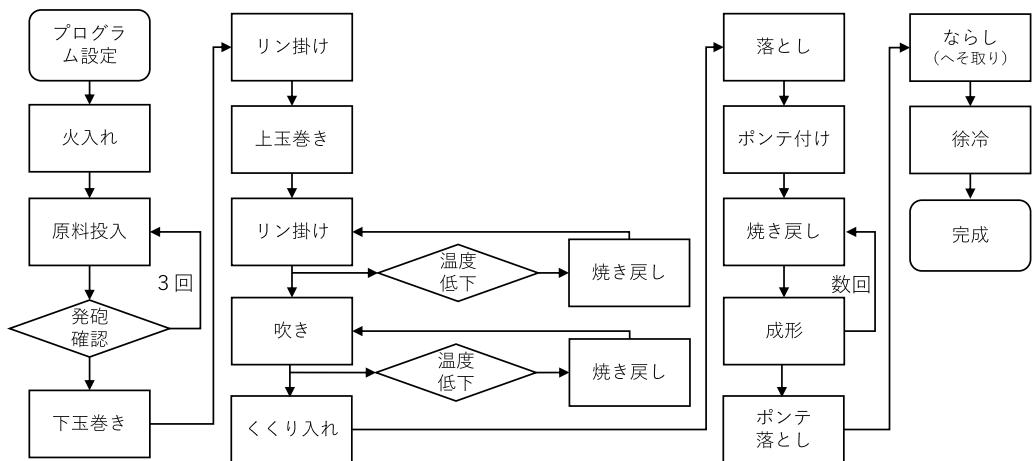 プログラ
ム設定
火入れ
原料投入
3回
発砲
確認
下玉巻き
リン掛け
上玉巻き
リン掛け
温度
低下
焼き戻し
吹き
温度
低下
焼き戻し
くくり入れ
落とし
ポンテ付け
焼き戻し
数回
成形
ポンテ
落とし
ならし
(へそ取り)
徐冷
完成